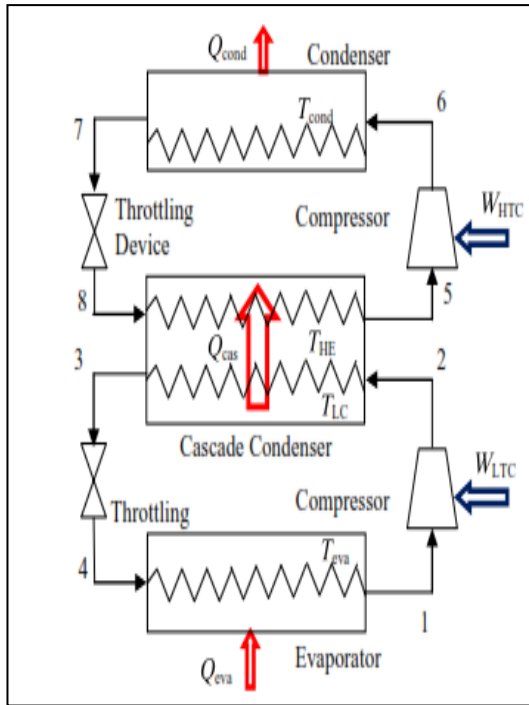 Qcond
Condenser
Tcond
7
6
Throttling
Device
Compressor
WHTC
8
5
THE
Qcas
3
2
TLC
Cascade Condenser
WLTC
Compressor
Throttling
4
Teva
1
Qeva
Evaporator